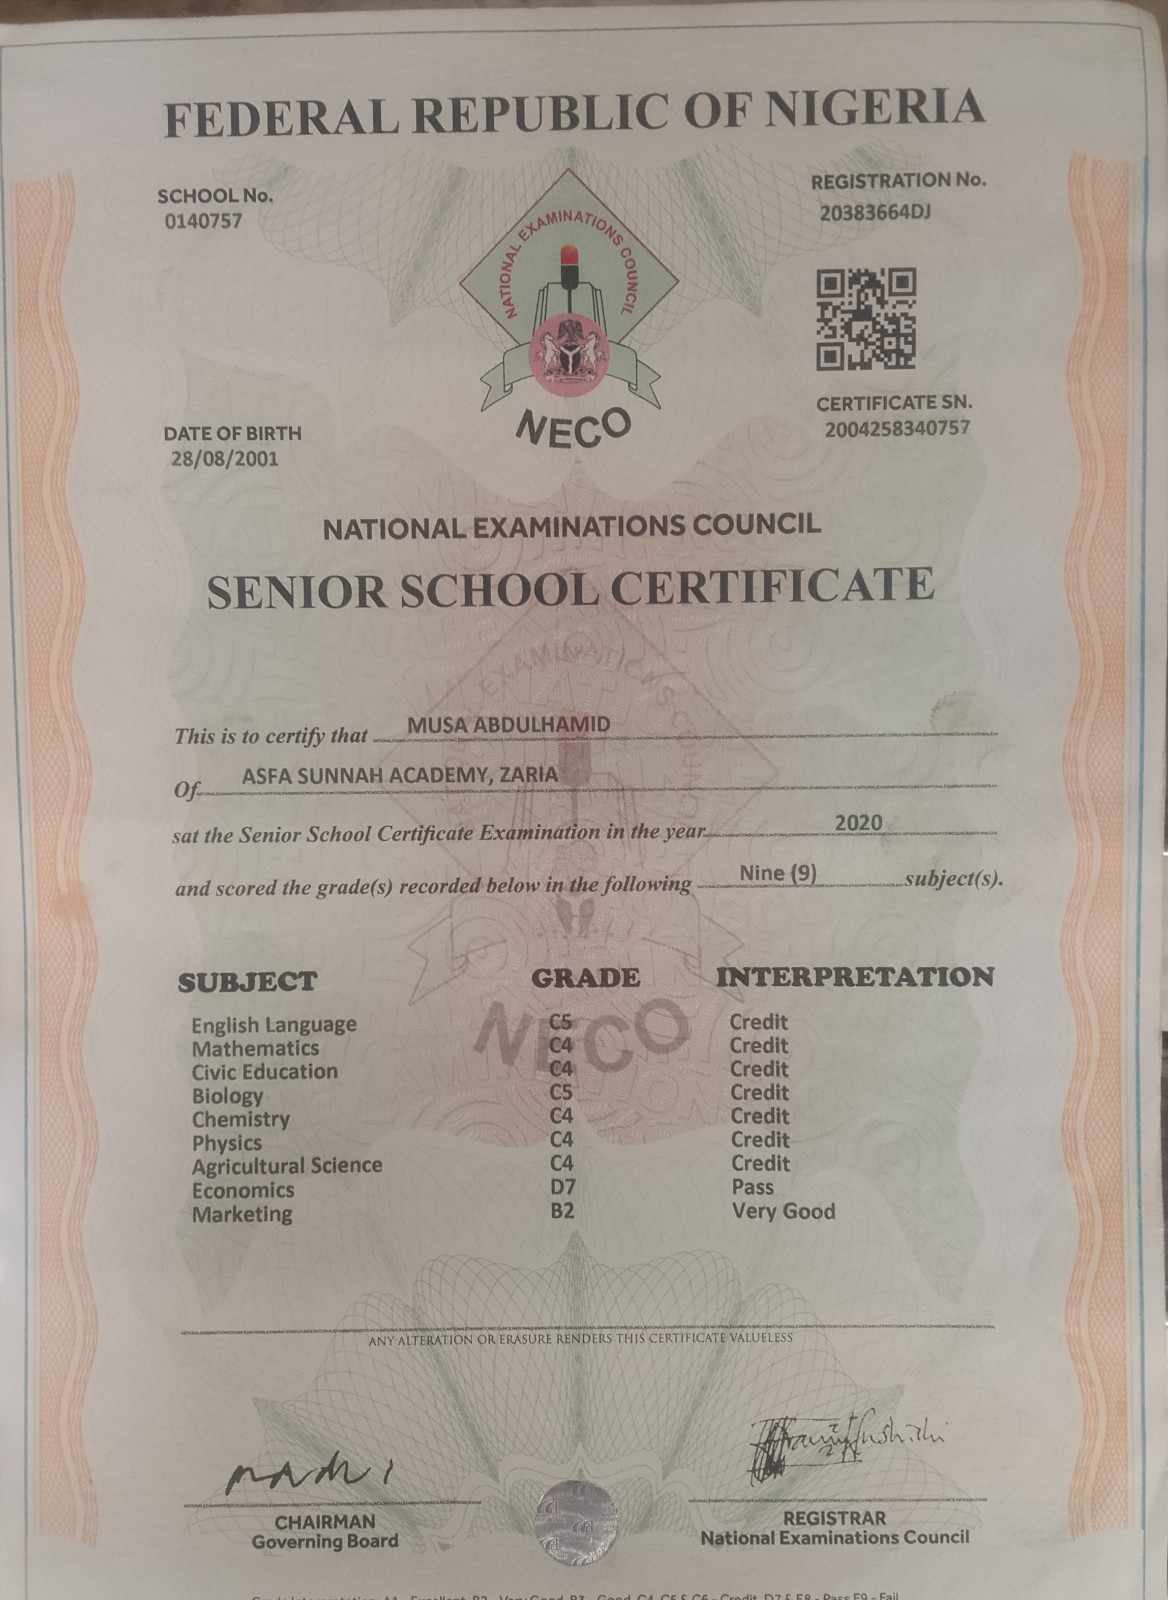 FEDERAL REPUBLIC OF NIGERIA
SCHOOL No.
0140757
REGISTRATION No.
20383664DJ
NATIONAL EXAMINATIONS COUNCIL
NECO
CERTIFICATE SN.
2004258340757
DATE OF BIRTH
28/08/2001
NATIONAL EXAMINATIONS COUNCIL
SENIOR SCHOOL CERTIFICATE
This is to certify that MUSA ABDULHAMID
Of ASFA SUNNAH ACADEMY, ZARIA
sat the Senior School Certificate Examination in the year 2020
and scored the grade(s) recorded below in the following Nine (9) subject(s).
SUBJECT GRADE INTERPRETATION
English Language C5 Credit
Mathematics C4 Credit
Civic Education C4 Credit
Biology C5 Credit
Chemistry C4 Credit
Physics C4 Credit
Agricultural Science C4 Credit
Economics D7 Pass
Marketing B2 Very Good
NECO
ANY ALTERATION OR ERASURE RENDERS THIS CERTIFICATE VALUELESS
CHAIRMAN
Governing Board
REGISTRAR
National Examinations Council